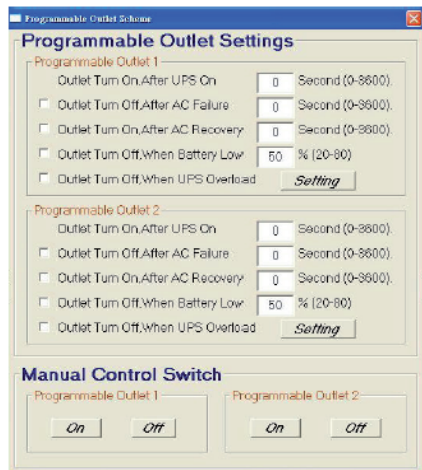 Programmable Outlet Scheme
Programmable Outlet Settings
Programmable Outlet 1
Outlet Turn On,After UPS On 0 Second (0-3600).
Outlet Turn Off,After AC Failure 0 Second (0-3600).
Outlet Turn On,After AC Recovery 0 Second (0-3600).
Outlet Turn Off,When Battery Low 50 % (20-80)
Outlet Turn Off,When UPS Overload Setting
Programmable Outlet 2
Outlet Turn On,After UPS On 0 Second (0-3600).
Outlet Turn Off,After AC Failure 0 Second (0-3600).
Outlet Turn On,After AC Recovery 0 Second (0-3600).
Outlet Turn Off,When Battery Low 50 % (20-80)
Outlet Turn Off,When UPS Overload Setting
Manual Control Switch
Programmable Outlet 1 Programmable Outlet 2
On Off On Off